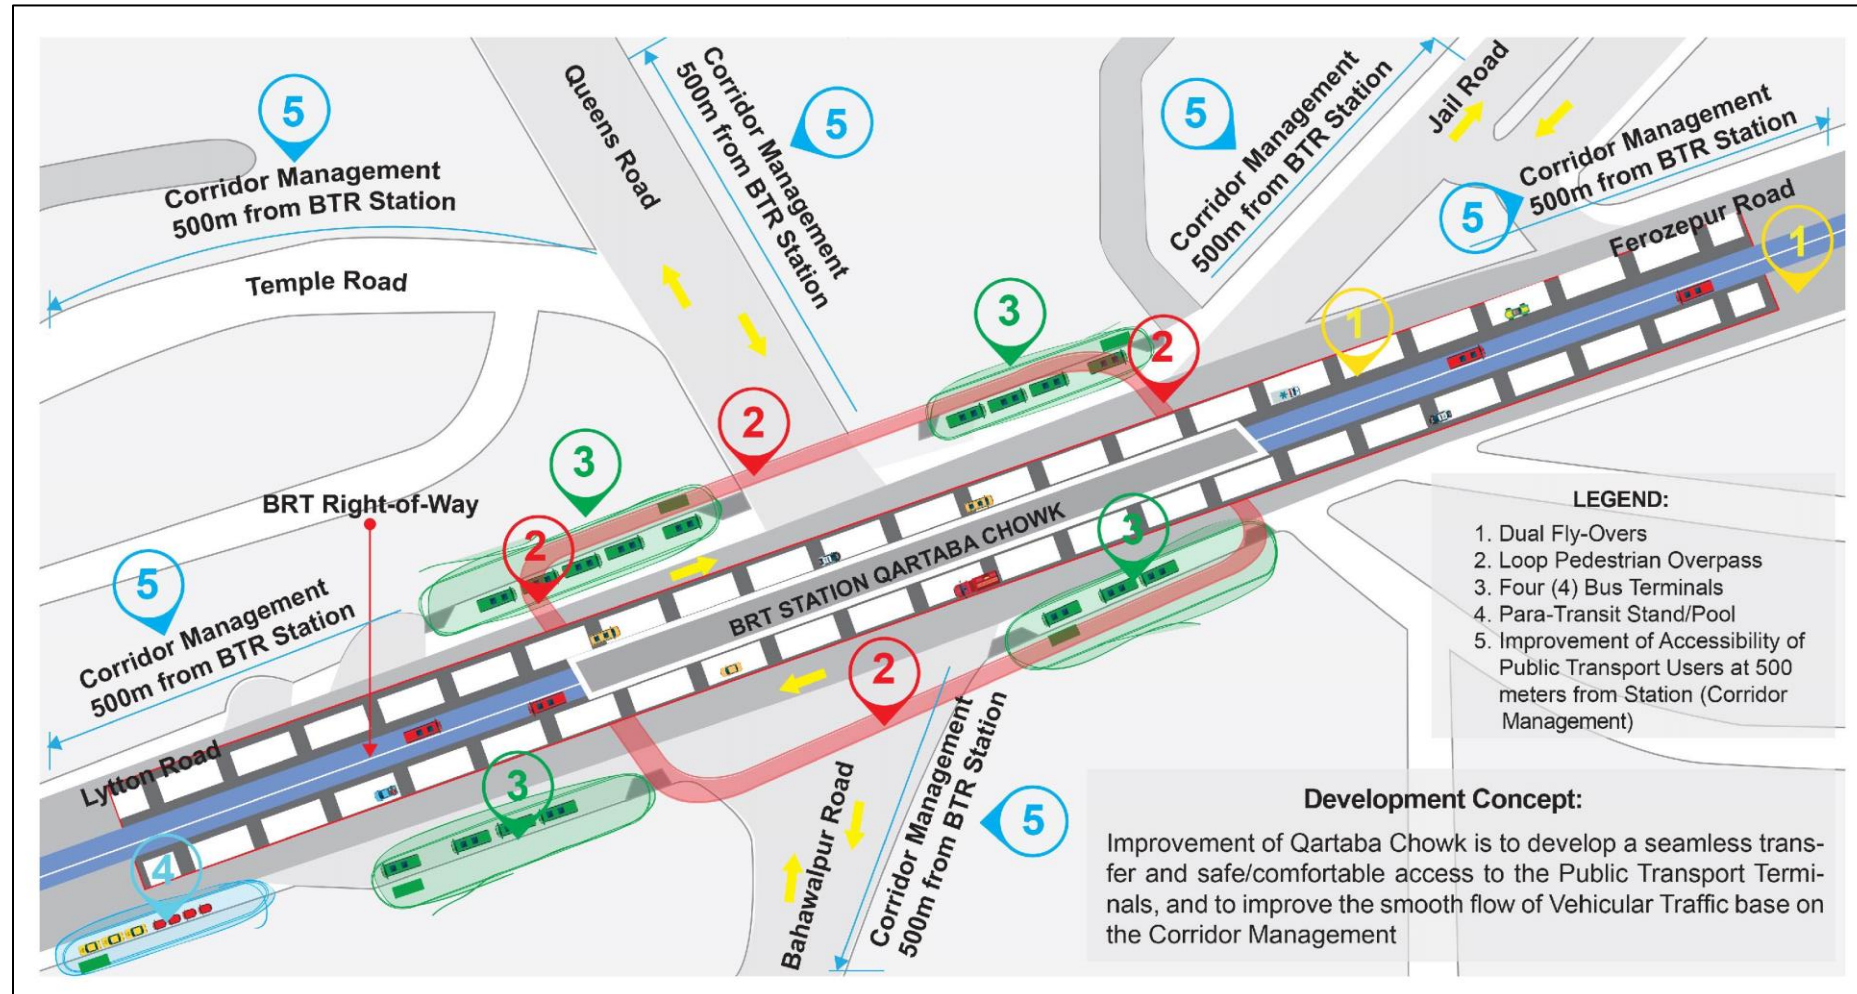 5
Corridor Management
500m from BTR Station
Temple Road
Queens Road
Corridor Management
500m from BTR Station
5
5
Corridor Management
500m from BTR Station
Jail Road
Corridor Management
500m from BTR Station
5
Ferozepur Road
1
1
3
2
2
3
2
3
BRT Right-of-Way
5
Corridor Management
500m from BTR Station
BRT STATION QARTABA CHOWK
2
3
Lytton Road
4
Bahawalpur Road
Corridor Management
500m from BTR Station
5
LEGEND:
1. Dual Fly-Overs
2. Loop Pedestrian Overpass
3. Four (4) Bus Terminals
4. Para-Transit Stand/Pool
5. Improvement of Accessibility of
Public Transport Users at 500
meters from Station (Corridor
Management)
Development Concept:
Improvement of Qartaba Chowk is to develop a seamless trans-
fer and safe/comfortable access to the Public Transport Termi-
nals, and to improve the smooth flow of Vehicular Traffic base on
the Corridor Management